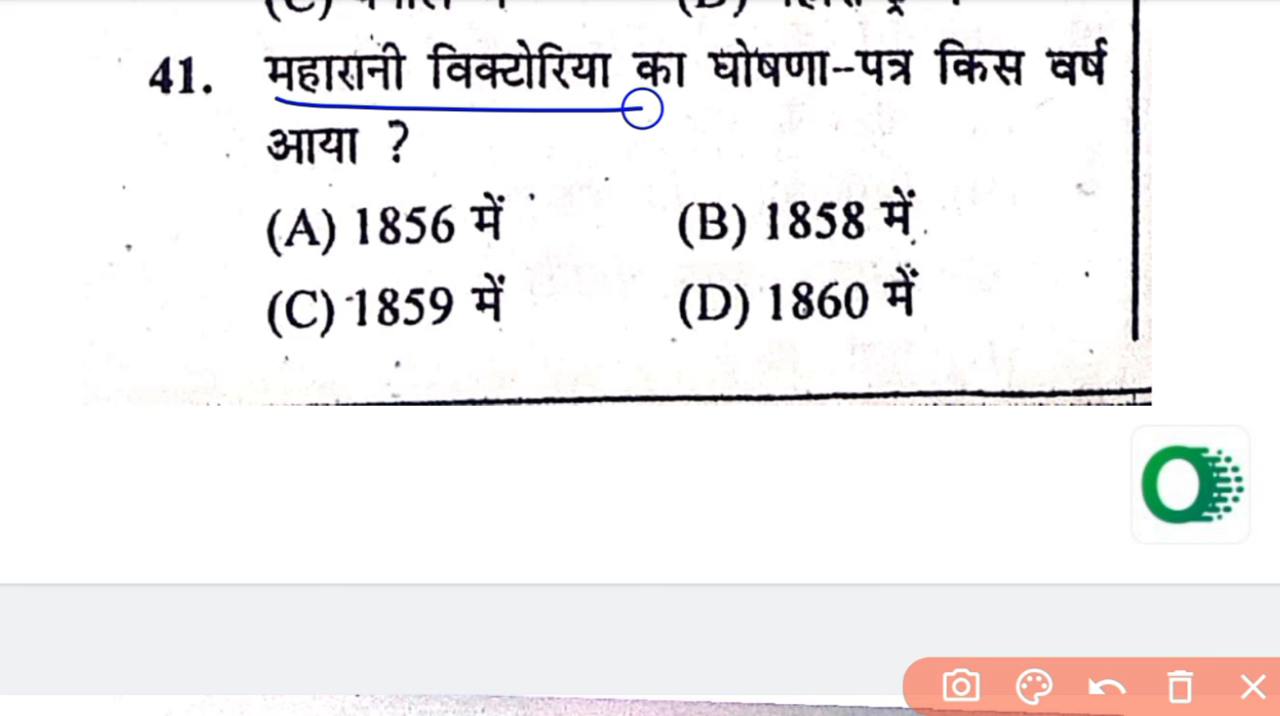 41. महारानी विक्टोरिया का घोषणा-पत्र किस वर्ष
आया ?
(A) 1856 में (B) 1858 में
(C) 1859 में (D) 1860 में